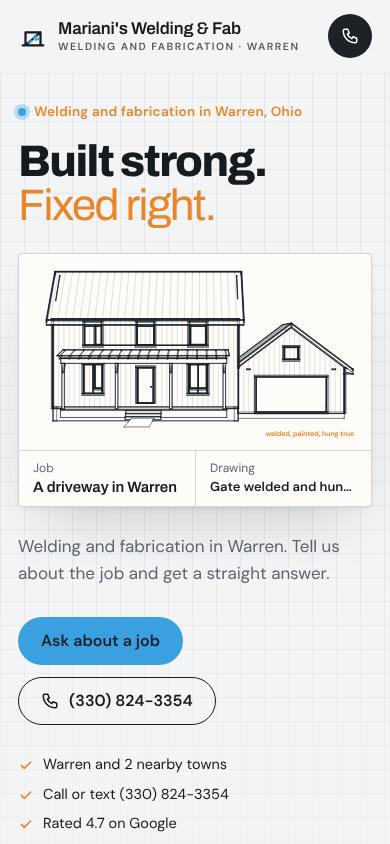 Mariani's Welding & Fab
WELDING AND FABRICATION · WARREN
Welding and fabrication in Warren, Ohio
Built strong.
Fixed right.
welded, painted, hung true
Job
A driveway in Warren
Drawing
Gate welded and hun...
Welding and fabrication in Warren. Tell us
about the job and get a straight answer.
Ask about a job
(330) 824-3354
Warren and 2 nearby towns
Call or text (330) 824-3354
Rated 4.7 on Google